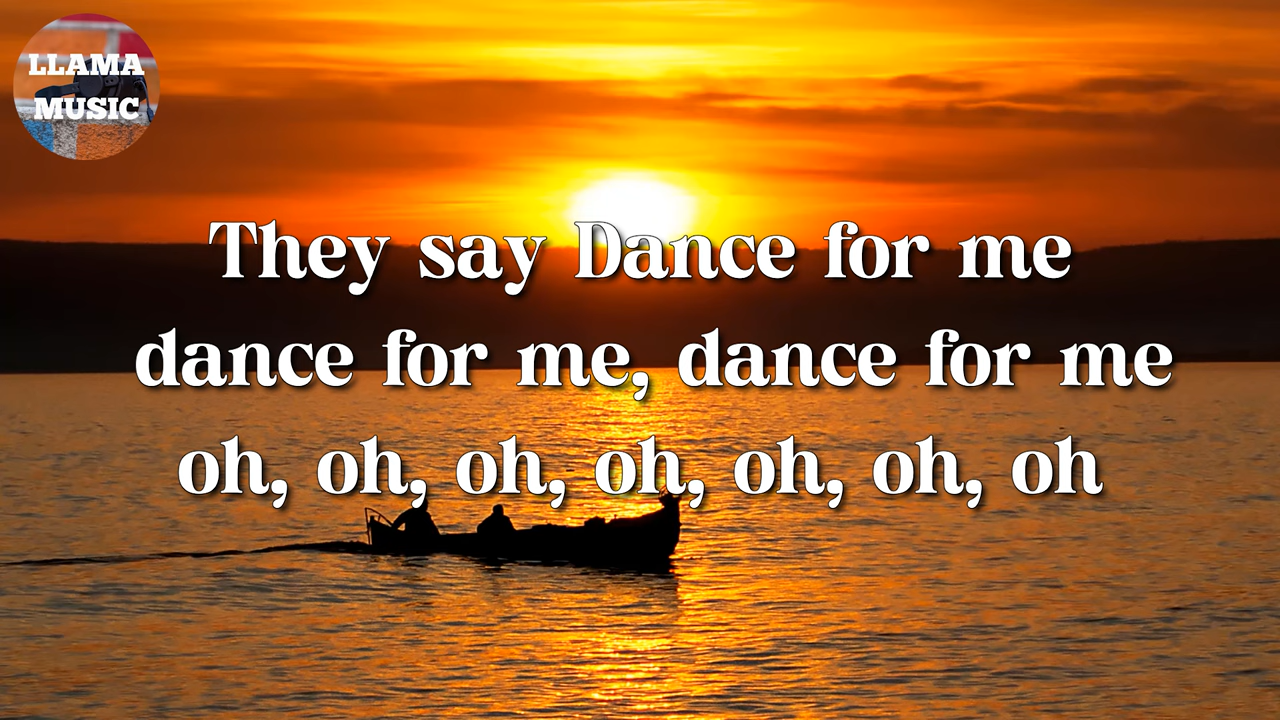 LLAMA
MUSIC
They say Dance for me
dance for me, dance for me
oh, oh, oh, oh, oh, oh, oh